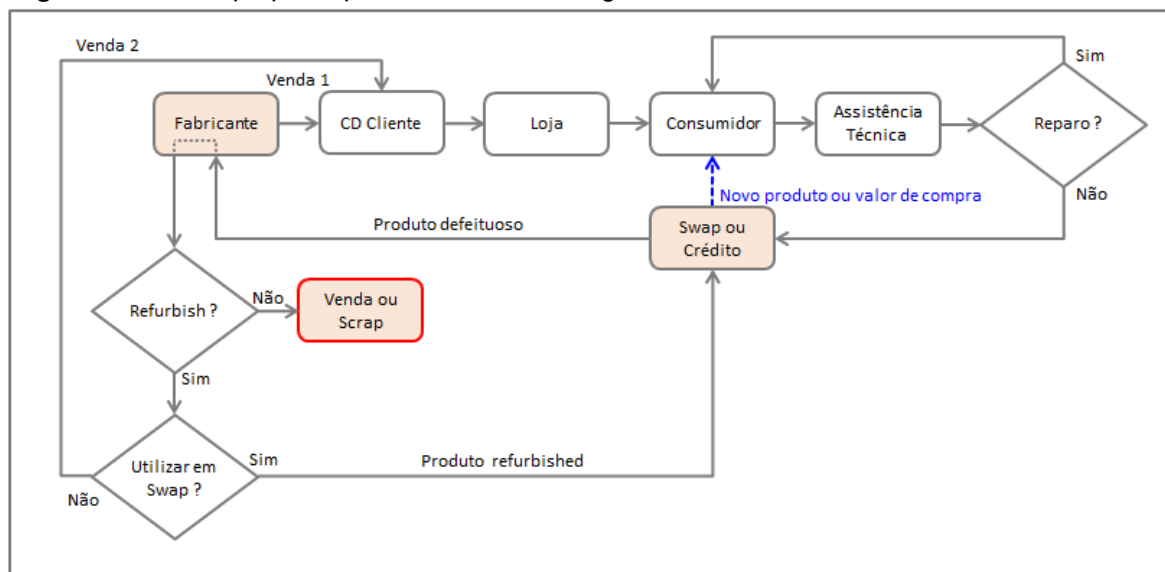 Venda 2
Sim
Venda 1
Fabricante
CD Cliente
Loja
Consumidor
Assistência
Técnica
Reparo ?
Novo produto ou valor de compra
Não
Produto defeituoso
Swap ou
Crédito
Refurbish ?
Não
Venda ou
Scrap
Sim
Utilizar em
Swap ?
Sim
Produto refurbished
Não